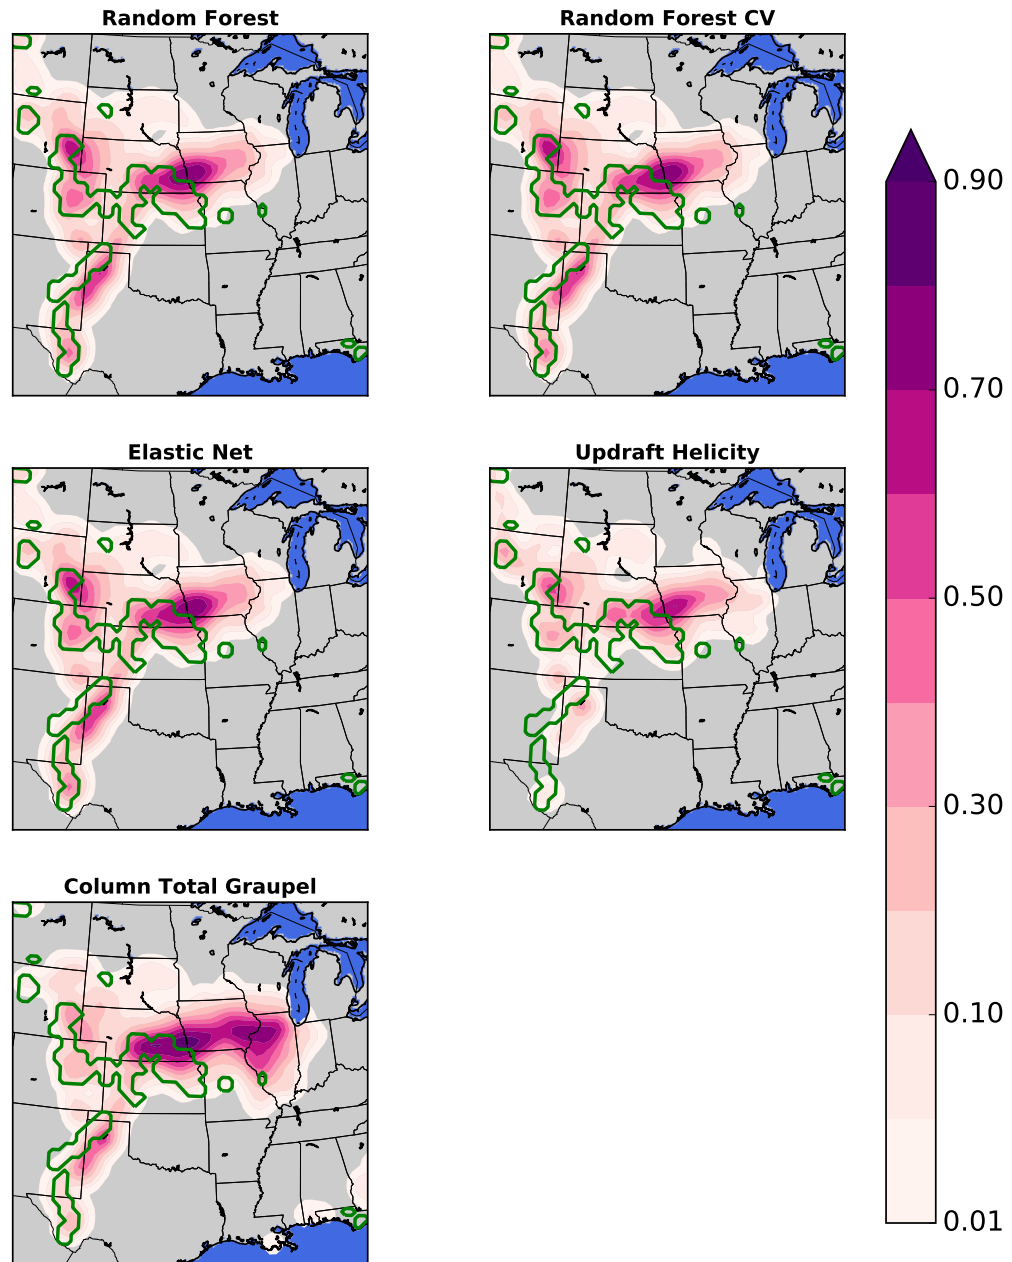 Random Forest
Random Forest CV
Elastic Net
Updraft Helicity
Column Total Graupel
0.90
0.70
0.50
0.30
0.10
0.01